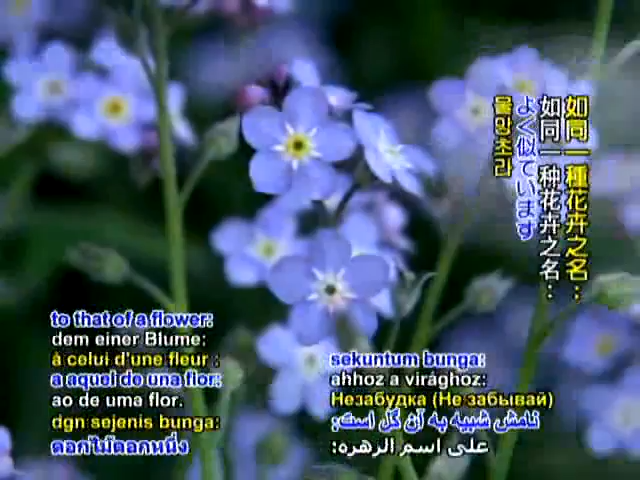 如同一種花卉之名：
如同一种花卉之名：
よく似ています
물망초라
to that of a flower:
dem einer Blume:
à celui d'une fleur :
a aquel de una flor:
ao de uma flor.
dgn sejenis bunga:
ดอกไม้ดอกหนึ่ง
sekuntum bunga:
ahhoz a virághoz:
Незабудка (Не забывай)
نامش شبیه به آن گل است:
على اسم الزهره: